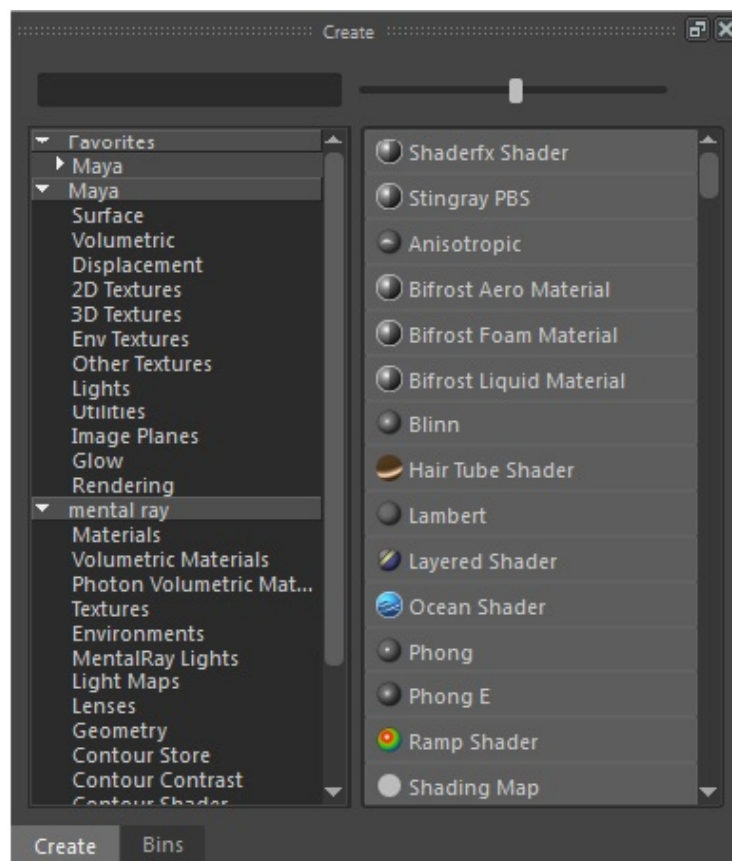 Create
Favorites
Maya
Maya
Surface
Volumetric
Displacement
2D Textures
3D Textures
Env Textures
Other Textures
Lights
Utilities
Image Planes
Glow
Rendering
mental ray
Materials
Volumetric Materials
Photon Volumetric Mat...
Textures
Environments
MentalRay Lights
Light Maps
Lenses
Geometry
Contour Store
Contour Contrast
Contour Shader
Shaderfx Shader
Stingray PBS
Anisotropic
Bifrost Aero Material
Bifrost Foam Material
Bifrost Liquid Material
Blinn
Hair Tube Shader
Lambert
Layered Shader
Ocean Shader
Phong
Phong E
Ramp Shader
Shading Map
Create
Bins